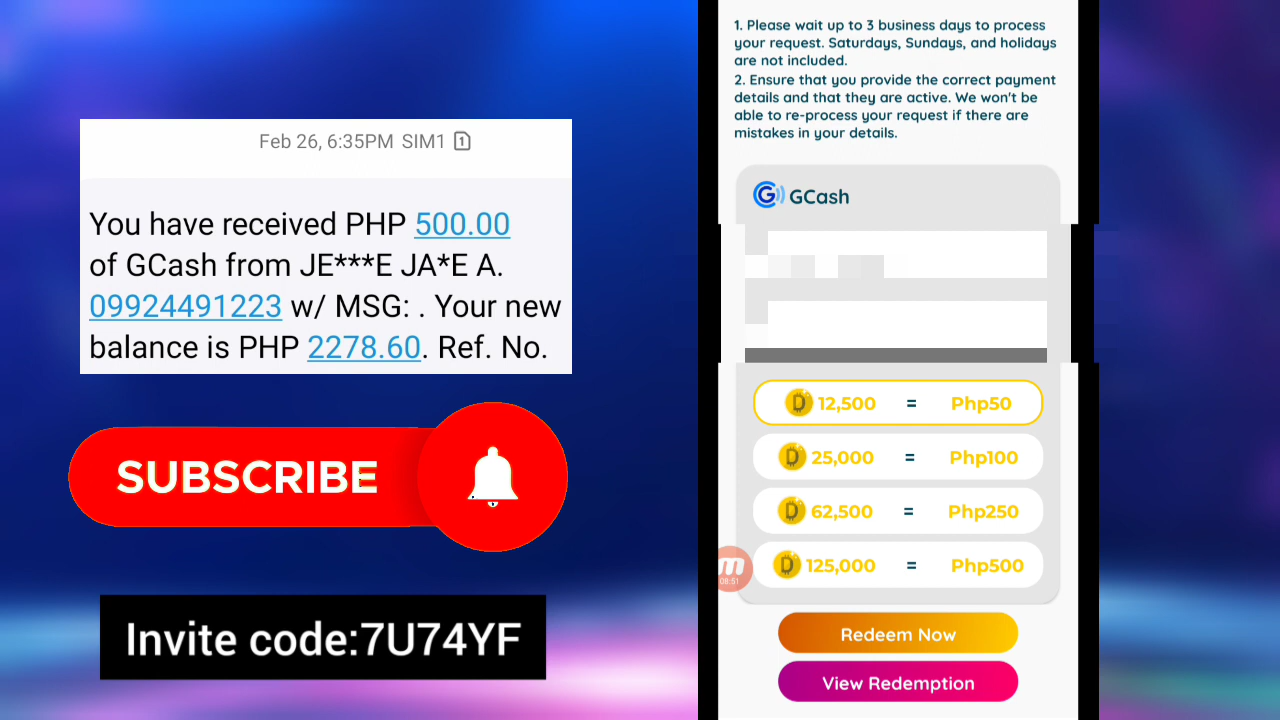 Feb 26, 6:35PM SIM1 1
You have received PHP 500.00
of GCash from JE***E JA*E A.
09924491223 w/ MSG: . Your new
balance is PHP 2278.60. Ref. No.
SUBSCRIBE
Invite code:7U74YF
1. Please wait up to 3 business days to process
your request. Saturdays, Sundays, and holidays
are not included.
2. Ensure that you provide the correct payment
details and that they are active. We won't be
able to re-process your request if there are
mistakes in your details.
GCash
12,500 = Php50
25,000 = Php100
62,500 = Php250
125,000 = Php500
08:51
Redeem Now
View Redemption